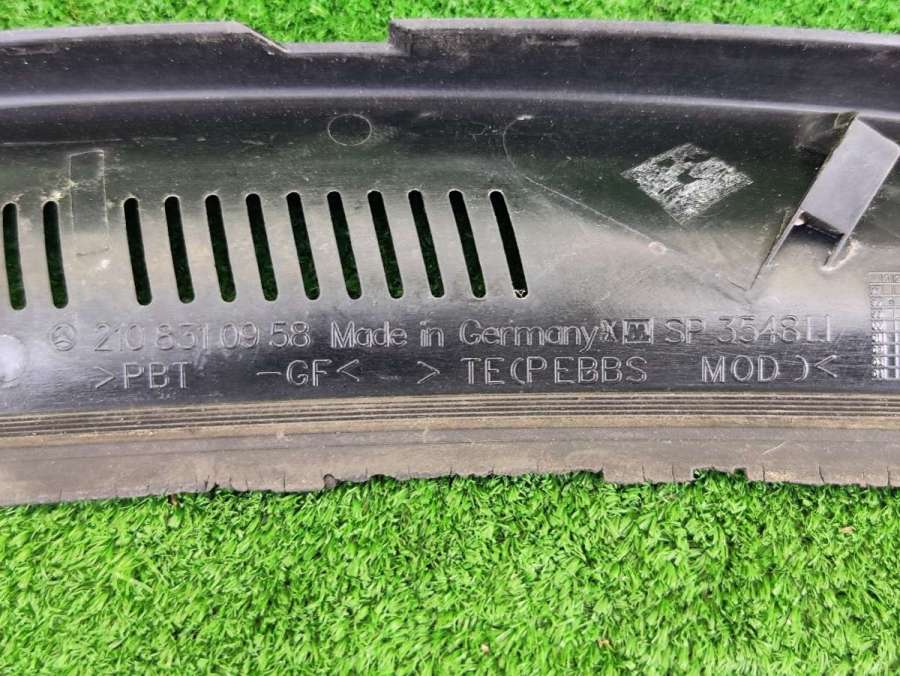 210 831 09 58 Made in Germany X SP 3548 LI
>PBT -GF< > TE(PEBBS MOD)<